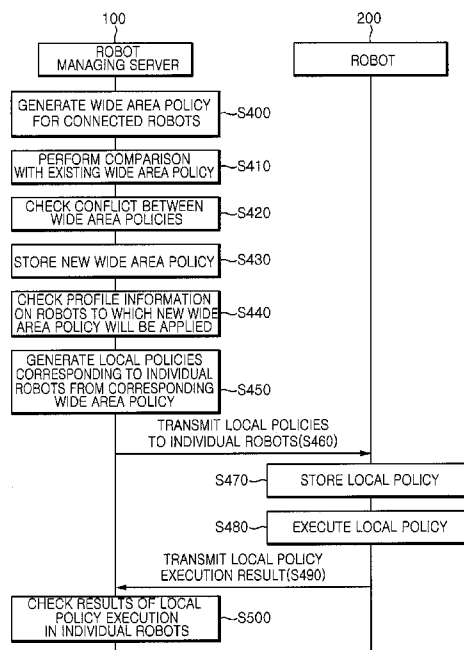 100
200
ROBOT
MANAGING SERVER
ROBOT
GENERATE WIDE AREA POLICY
FOR CONNECTED ROBOTS
S400
PERFORM COMPARISON
WITH EXISTING WIDE AREA POLICY
S410
CHECK CONFLICT BETWEEN
WIDE AREA POLICIES
S420
STORE NEW WIDE AREA POLICY
S430
CHECK PROFILE INFORMATION
ON ROBOTS TO WHICH NEW WIDE
AREA POLICY WILL BE APPLIED
S440
GENERATE LOCAL POLICIES
CORRESPONDING TO INDIVIDUAL
ROBOTS FROM CORRESPONDING
WIDE AREA POLICY
S450
TRANSMIT LOCAL POLICIES
TO INDIVIDUAL ROBOTS(S460)
S470
STORE LOCAL POLICY
S480
EXECUTE LOCAL POLICY
TRANSMIT LOCAL POLICY
EXECUTION RESULT(S490)
CHECK RESULTS OF LOCAL
POLICY EXECUTION
IN INDIVIDUAL ROBOTS
S500